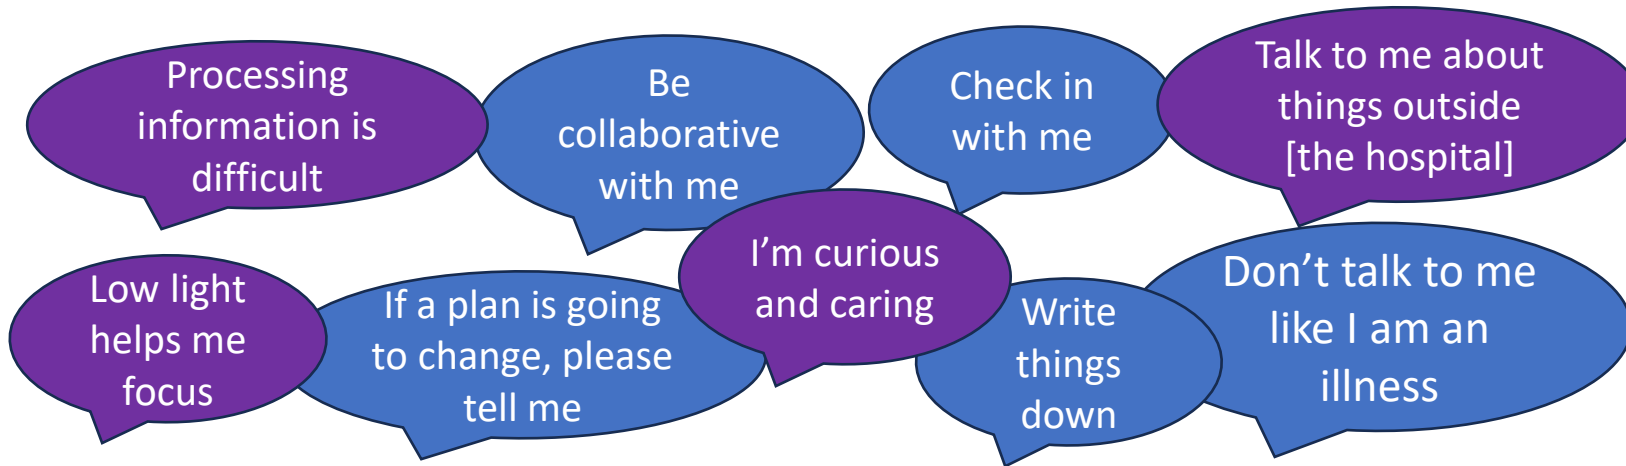 Processing
information is
difficult
Be
collaborative
with me
Check in
with me
Talk to me about
things outside
[the hospital]
Low light
helps me
focus
If a plan is going
to change, please
tell me
I'm curious
and caring
Write
things
down
Don't talk to me
like I am an
illness